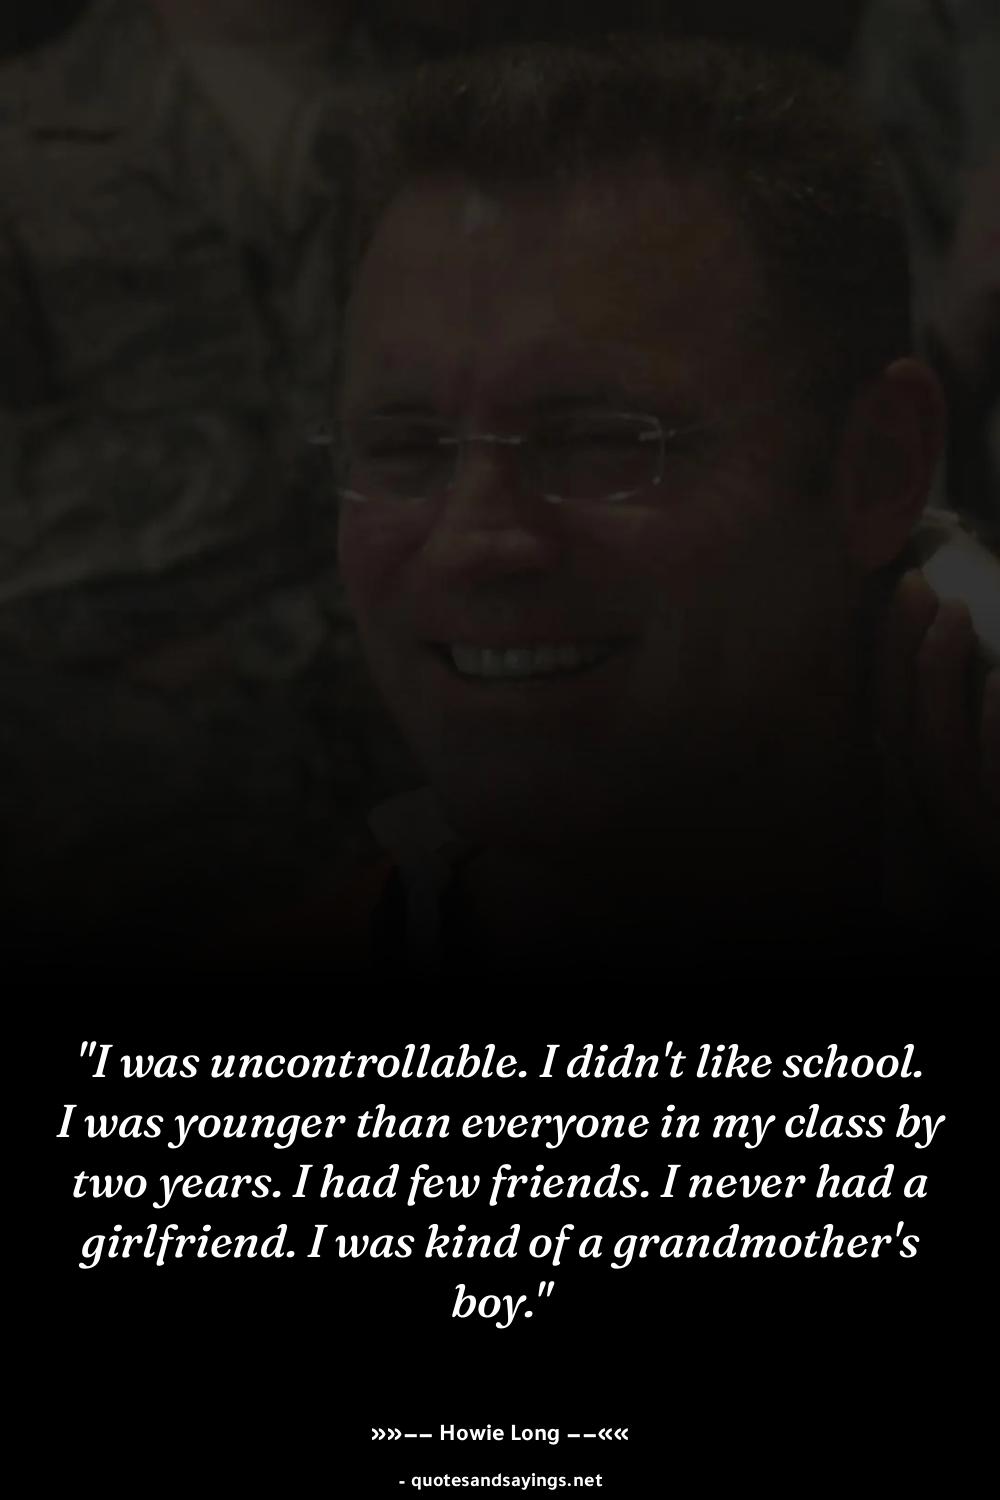 "I was uncontrollable. I didn't like school.
I was younger than everyone in my class by
two years. I had few friends. I never had a
girlfriend. I was kind of a grandmother's
boy."
»»−− Howie Long −−««
- quotesandsayings.net